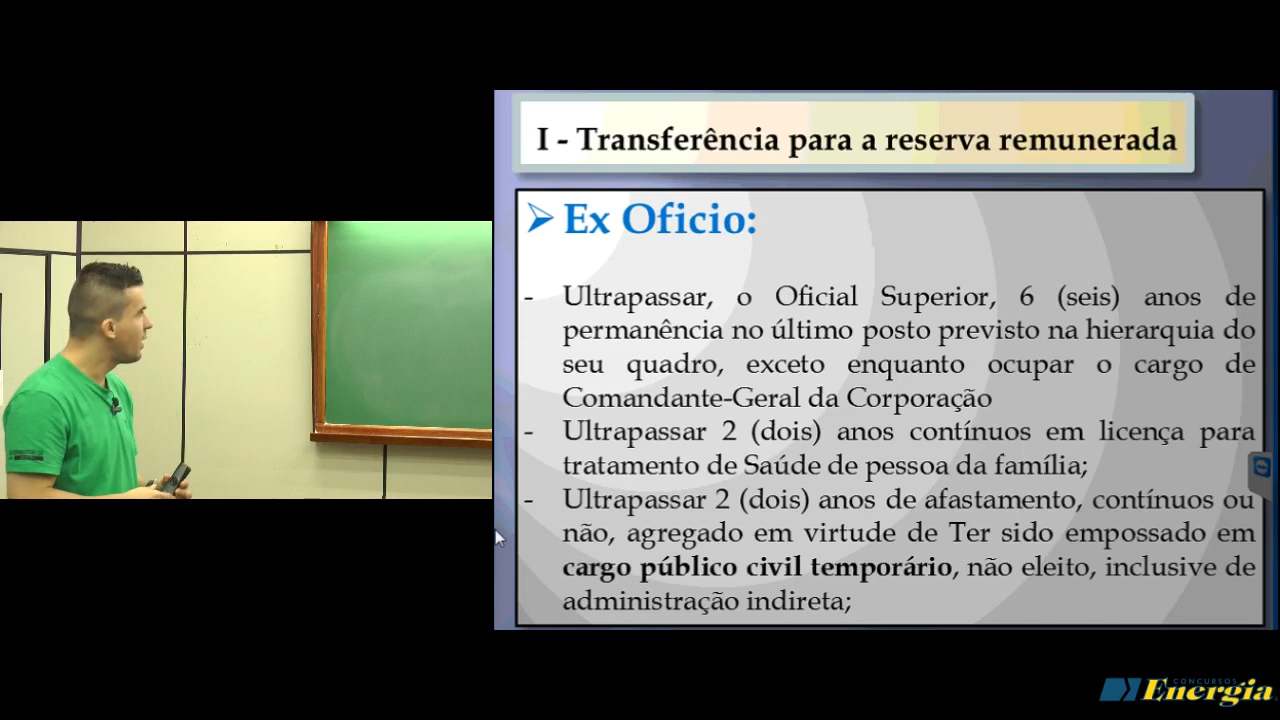 I - Transferência para a reserva remunerada
Ex Oficio:
- Ultrapassar, o Oficial Superior, 6 (seis) anos de
permanência no último posto previsto na hierarquia do
seu quadro, exceto enquanto ocupar o cargo de
Comandante-Geral da Corporação
- Ultrapassar 2 (dois) anos contínuos em licença para
tratamento de Saúde de pessoa da família;
- Ultrapassar 2 (dois) anos de afastamento, contínuos ou
não, agregado em virtude de Ter sido empossado em
cargo público civil temporário, não eleito, inclusive de
administração indireta;
CONCURSOS
Energia